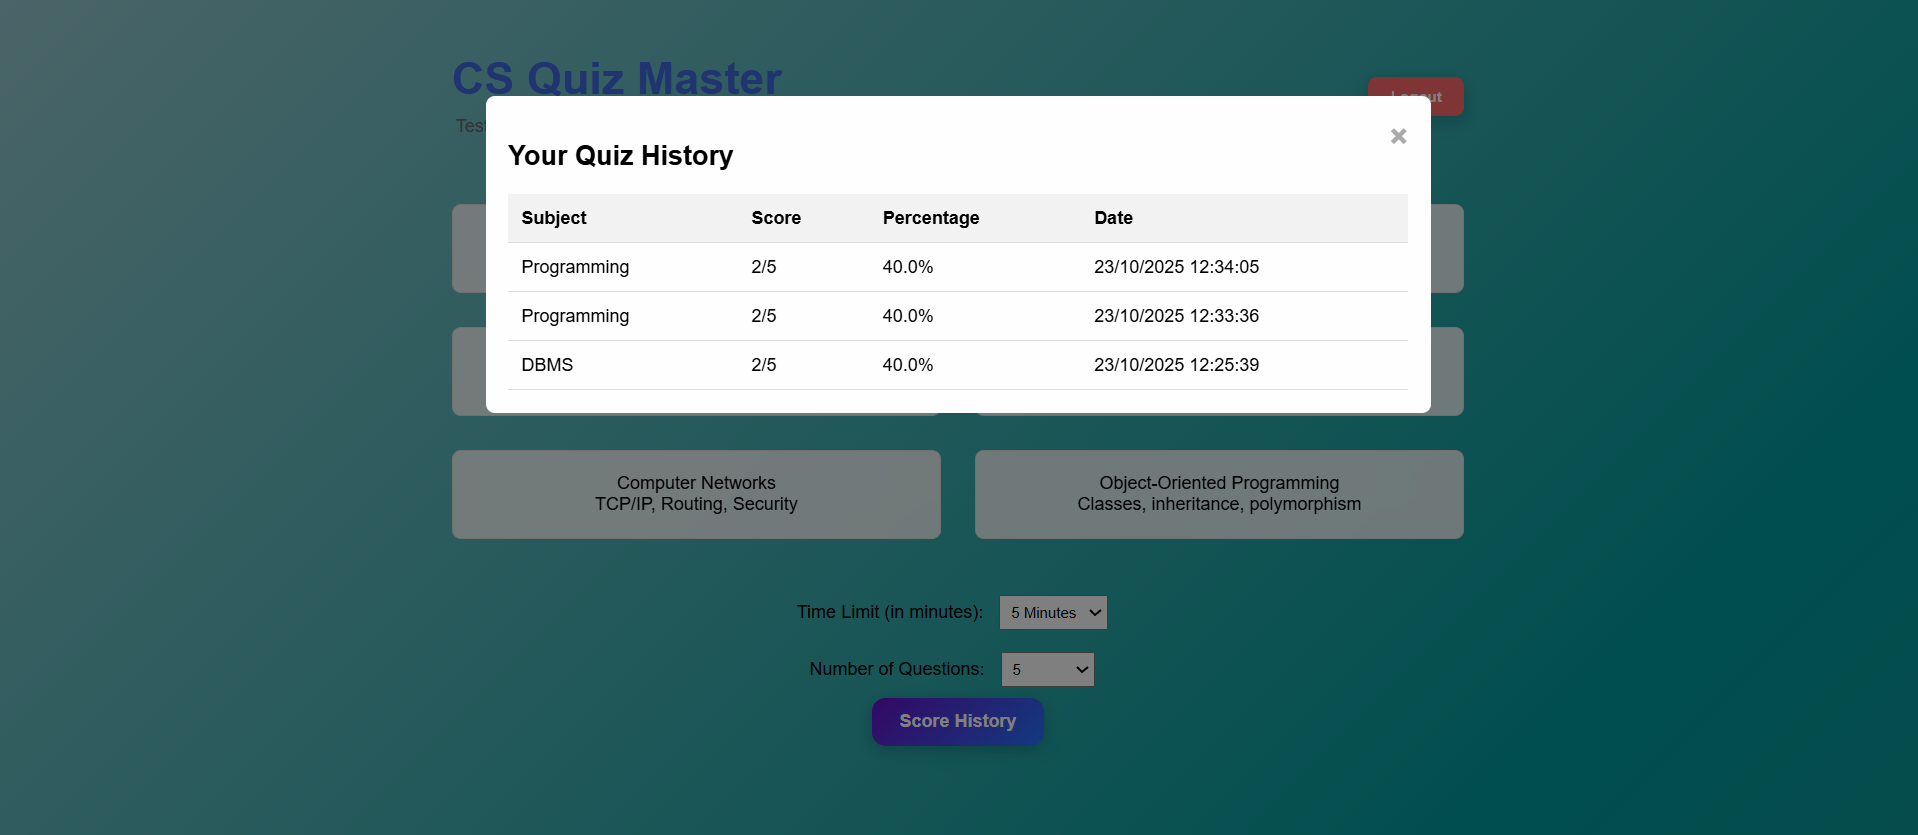 CS Quiz Master
Your Quiz History
Subject Score Percentage Date
Programming 2/5 40.0% 23/10/2025 12:34:05
Programming 2/5 40.0% 23/10/2025 12:33:36
DBMS 2/5 40.0% 23/10/2025 12:25:39
Computer Networks
TCP/IP, Routing, Security
Object-Oriented Programming
Classes, inheritance, polymorphism
Time Limit (in minutes): 5 Minutes
Number of Questions: 5
Score History